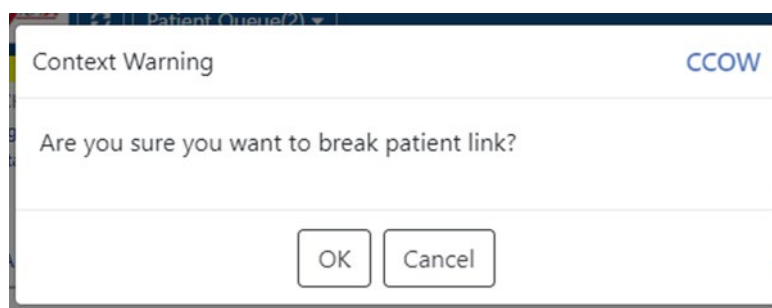 Patient Queue(2)
Context Warning CCOW
Are you sure you want to break patient link?
OK Cancel